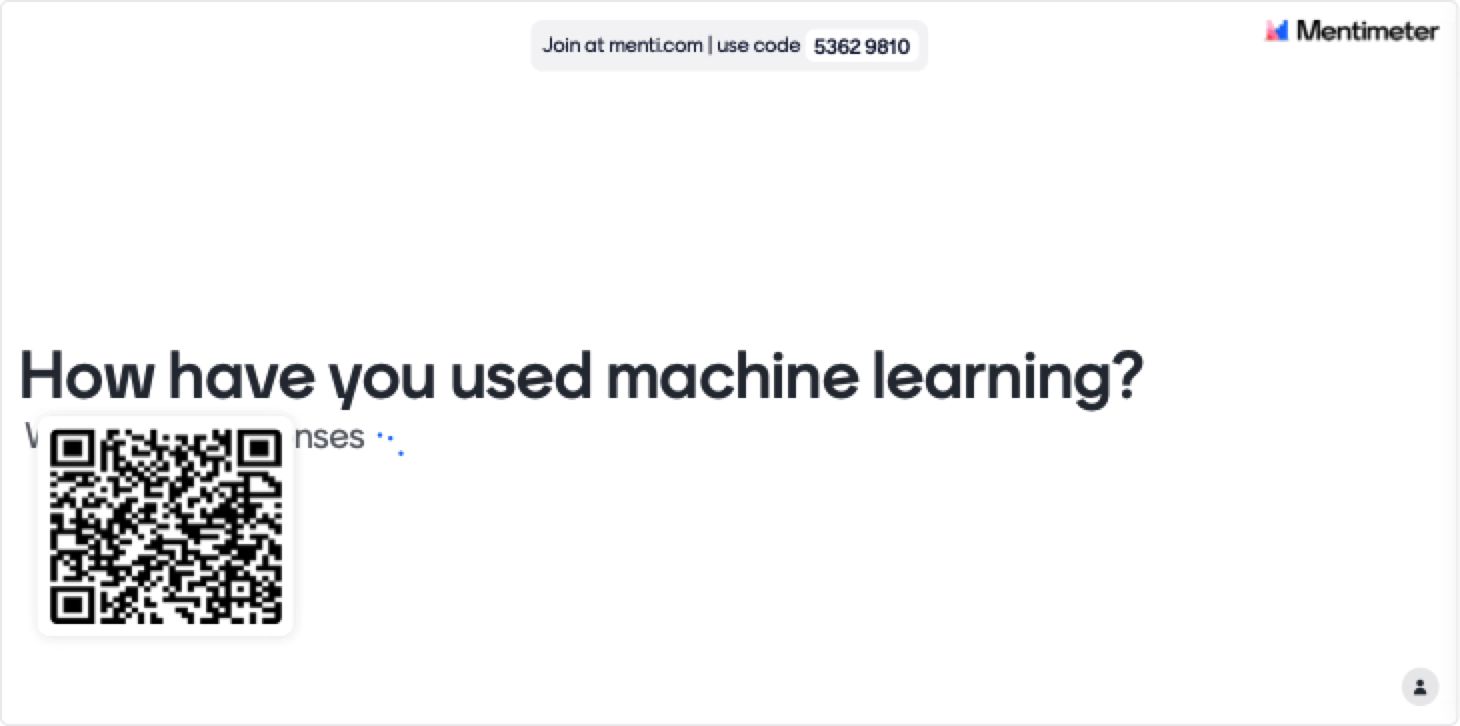 Join at menti.com | use code 5362 9810
Mentimeter
How have you used machine learning?